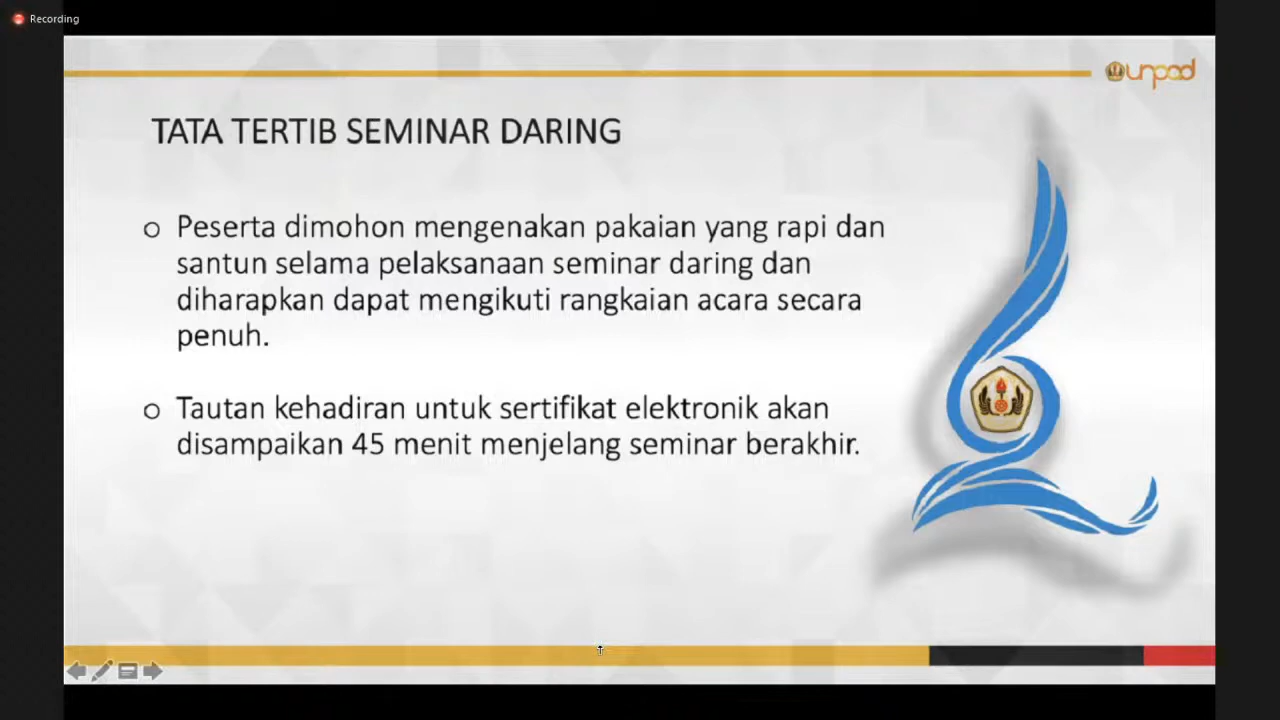 Recording
unpad
TATA TERTIB SEMINAR DARING
o Peserta dimohon mengenakan pakaian yang rapi dan
santun selama pelaksanaan seminar daring dan
diharapkan dapat mengikuti rangkaian acara secara
penuh.
o Tautan kehadiran untuk sertifikat elektronik akan
disampaikan 45 menit menjelang seminar berakhir.